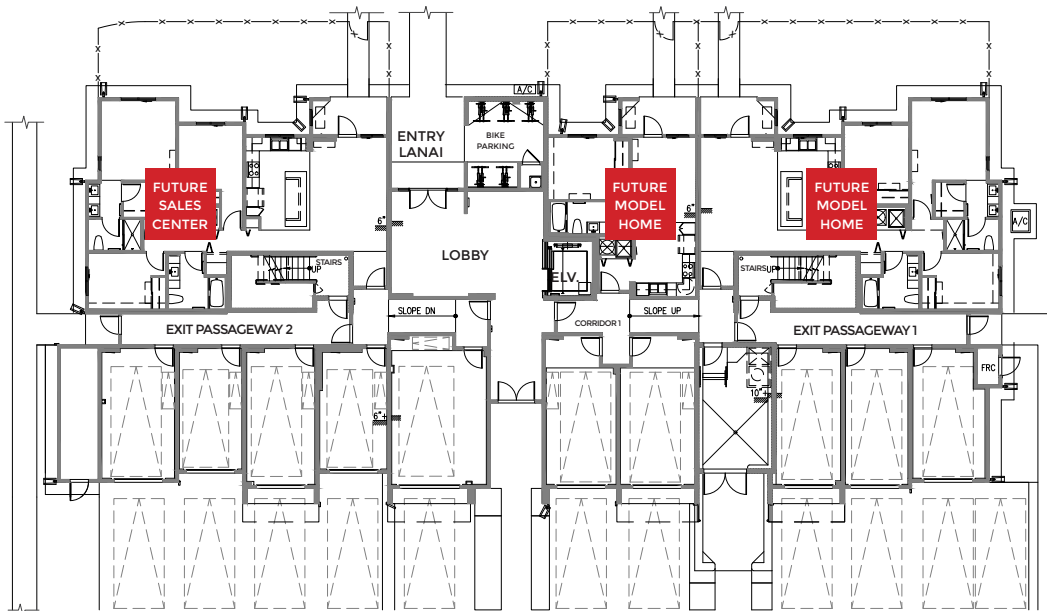 A/C
ENTRY
LANAI
BIKE
PARKING
FUTURE
SALES
CENTER
FUTURE
MODEL
HOME
FUTURE
MODEL
HOME
6"
6"
A/C
LOBBY
STAIRS
UP
ELV.
STAIRS
UP
SLOPE DN
SLOPE UP
EXIT PASSAGEWAY 2
CORRIDOR 1
EXIT PASSAGEWAY 1
FRC
6"+
10"+